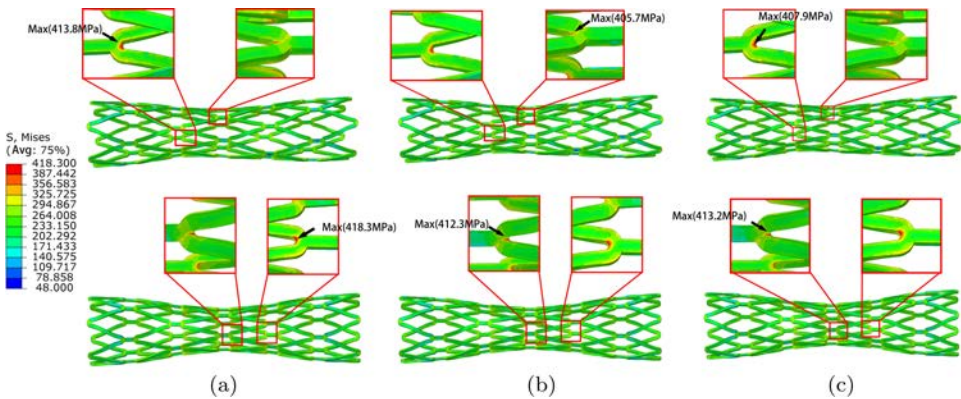 Max(413.8MPa)
Max(405.7MPa)
Max(407.9MPa)
S, Mises
(Avg: 75%)
418.300
387.442
356.583
325.725
294.867
264.008
233.150
202.292
171.433
140.575
109.717
78.858
48.000
Max(418.3MPa)
Max(412.3MPa)
Max(413.2MPa)
(a)
(b)
(c)